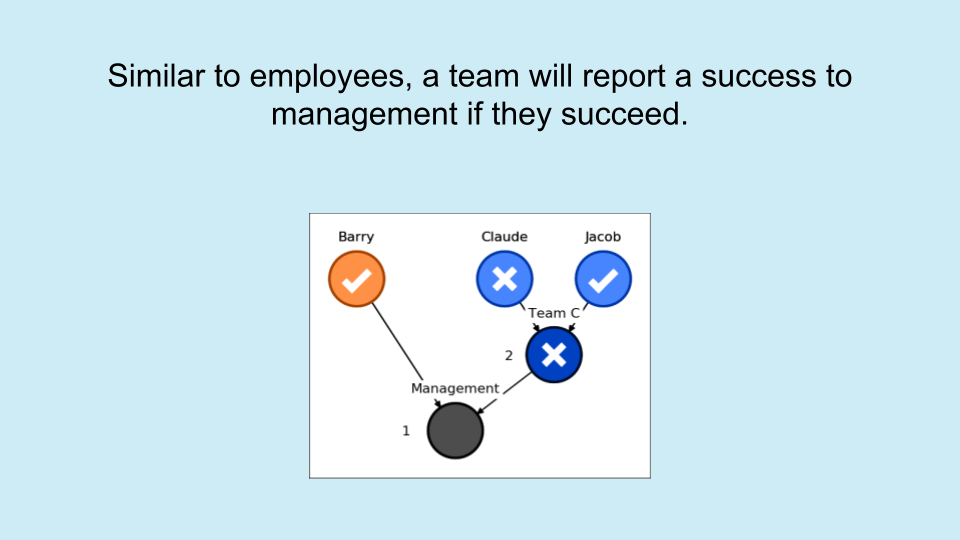 Similar to employees, a team will report a success to
management if they succeed.
Barry
Claude
Jacob
Team C
2
Management
1